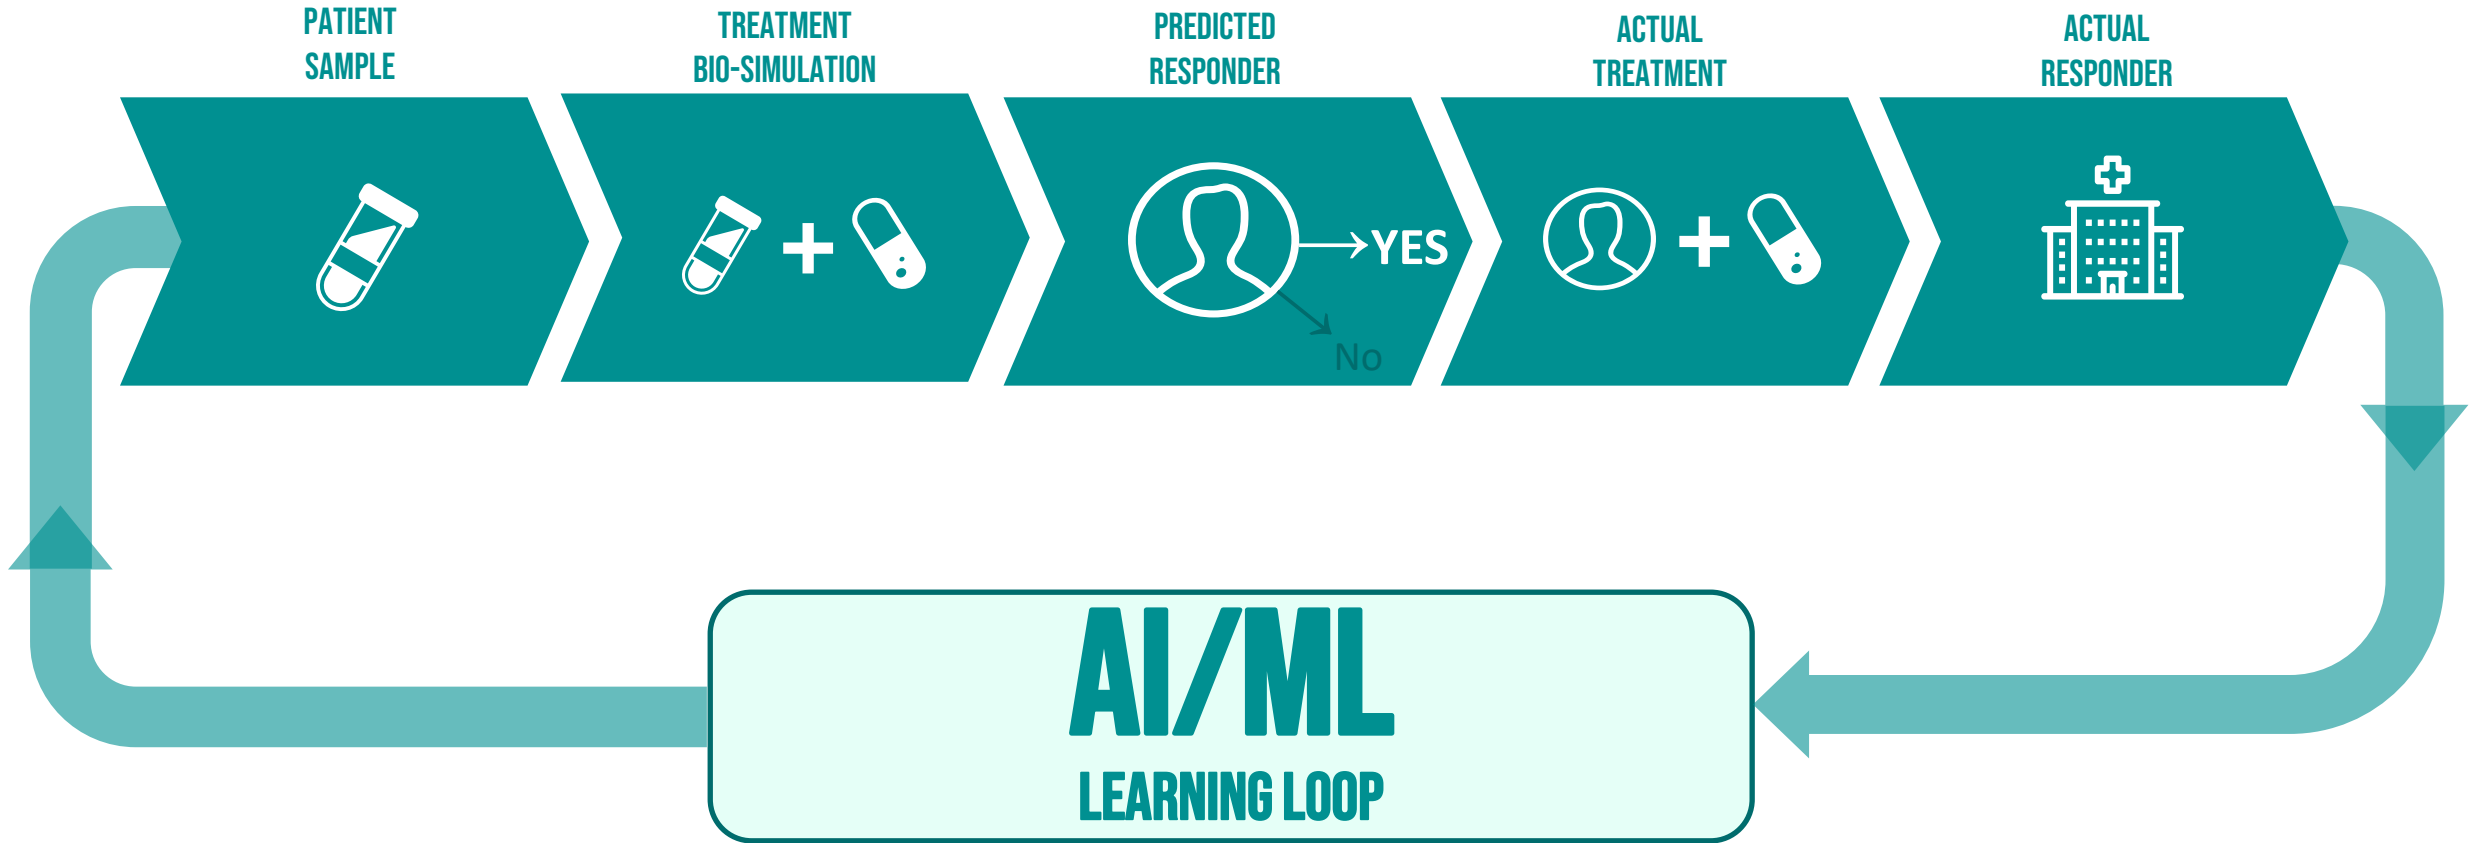 PATIENT
SAMPLE
TREATMENT
BIO-SIMULATION
PREDICTED
RESPONDER
ACTUAL
TREATMENT
ACTUAL
RESPONDER
YES
No
AI/ML
LEARNING LOOP